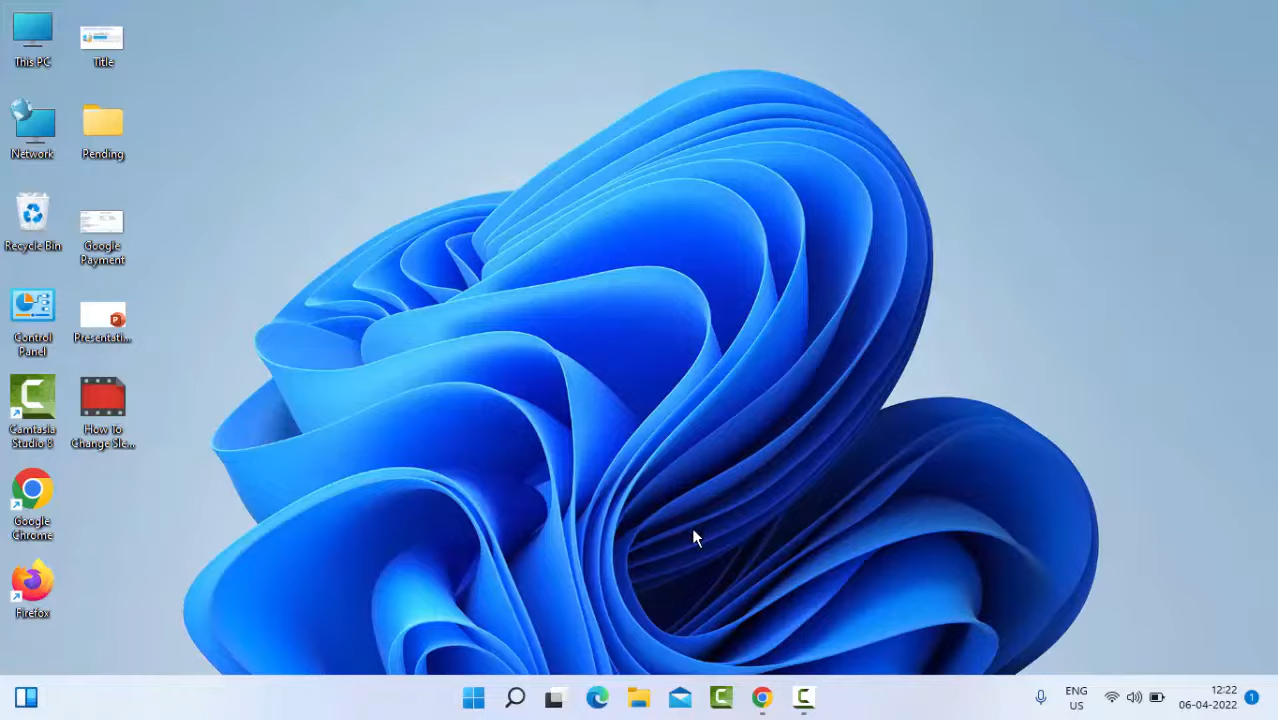 This PC
Title
Network
Pending
Recycle Bin
Google
Payment
Control
Panel
Presentati...
Camtasia
Studio 8
How To
Change Sle...
Google
Chrome
Firefox
ENG
US
12:22
06-04-2022
1